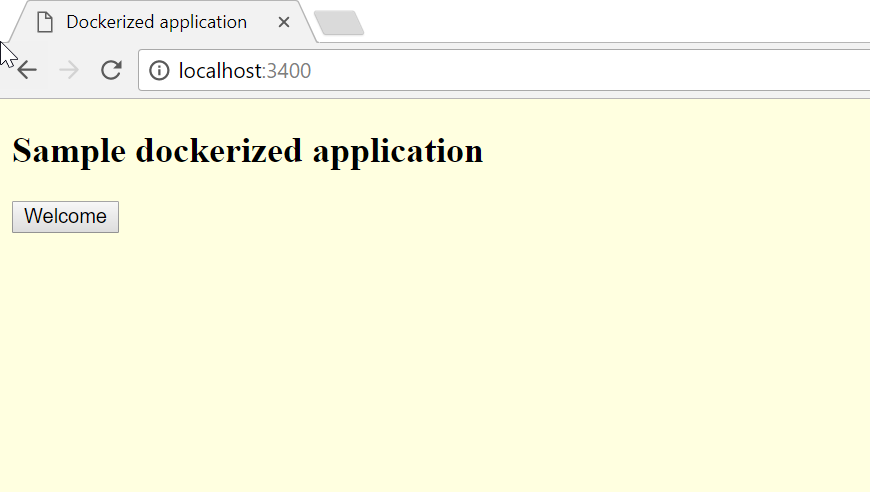 Dockerized application
localhost:3400
Sample dockerized application
Welcome